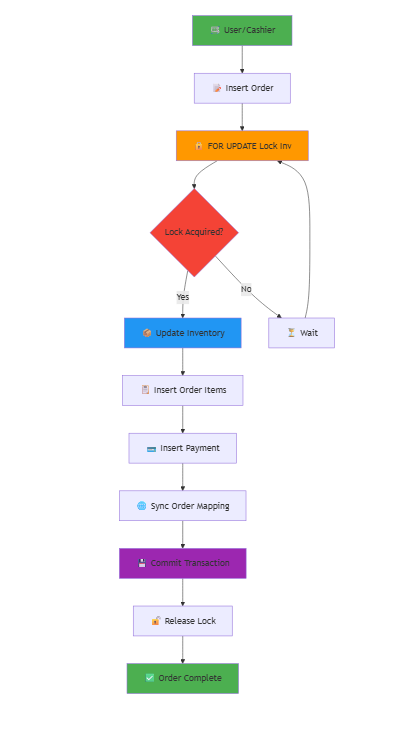 User/Cashier
Insert Order
FOR UPDATE Lock Inv
Lock Acquired?
No
Yes
Update Inventory
Wait
Insert Order Items
Insert Payment
Sync Order Mapping
Commit Transaction
Release Lock
Order Complete